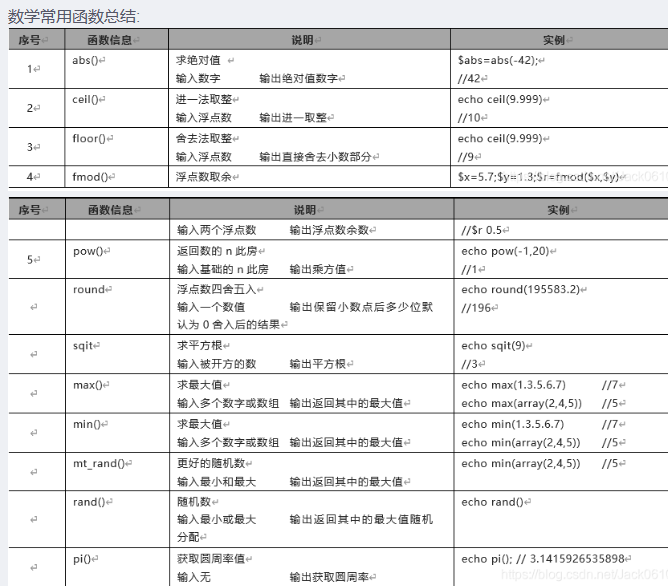 数学常用函数总结:
序号 函数信息 说明 实例
1 abs() 求绝对值 $abs=abs(-42);
输入数字 输出绝对值数字 //42
2 ceil() 进一法取整 echo ceil(9.999)
输入浮点数 输出进一取整 //10
3 floor() 舍去法取整 echo ceil(9.999)
输入浮点数 输出直接舍去小数部分 //9
4 fmod() 浮点数取余 $x=5.7;$y=1.3;$r=fmod($x,$y)
序号 函数信息 说明 实例
输入两个浮点数 输出浮点数余数 //$r 0.5
5 pow() 返回数的 n 此房 echo pow(-1,20)
输入基础的 n 此房 输出乘方值 //1
round 浮点数四舍五入 echo round(195583.2)
输入一个数值 输出保留小数点后多少位默 //196
认为 0 舍入后的结果
sqit 求平方根 echo sqit(9)
输入被开方的数 输出平方根 //3
max() 求最大值 echo max(1.3.5.6.7) //7
输入多个数字或数组 输出返回其中的最大值 echo max(array(2,4,5)) //5
min() 求最大值 echo min(1.3.5.6.7) //7
输入多个数字或数组 输出返回其中的最大值 echo min(array(2,4,5)) //5
mt_rand() 更好的随机数 echo min(array(2,4,5)) //5
输入最小和最大 输出返回其中的最大值
rand() 随机数 echo rand()
输入最小或最大 输出返回其中的最大值随机
分配
pi() 获取圆周率值 echo pi(); // 3.1415926535898
输入无 输出获取圆周率
https://blog.csdn.net/Jack0610